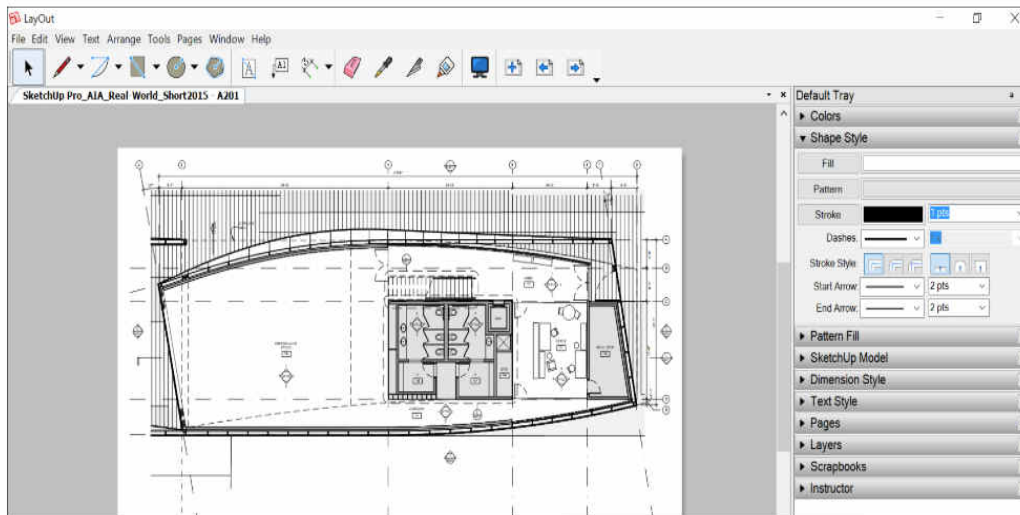 LayOut
File Edit View Text Arrange Tools Pages Window Help
SketchUp Pro_AIA_Real-World_Short2015 - A201
Default Tray
Colors
Shape Style
Fill
Pattern
Stroke
1 pts
Dashes:
Stroke Style:
Start Arrow:
2 pts
End Arrow:
2 pts
Pattern Fill
SketchUp Model
Dimension Style
Text Style
Pages
Layers
Scrapbooks
Instructor